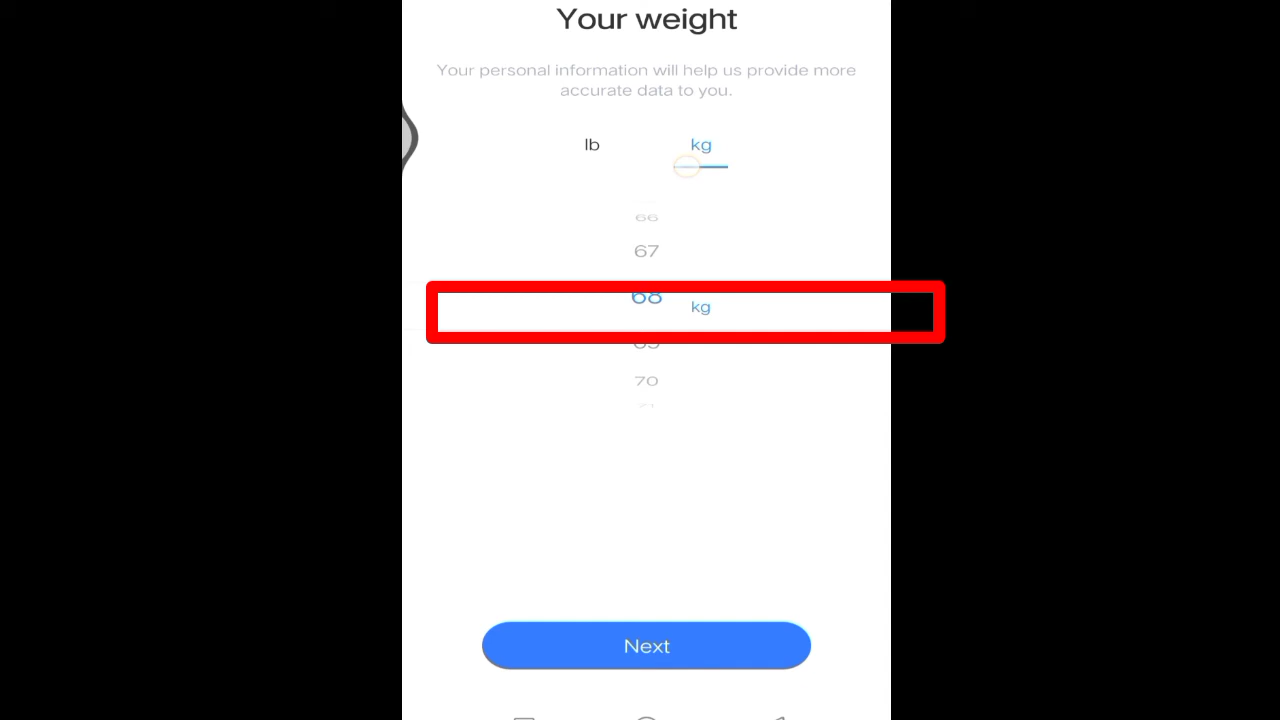 Your weight
Your personal information will help us provide more
accurate data to you.
lb kg
66
67
68 kg
70
Next